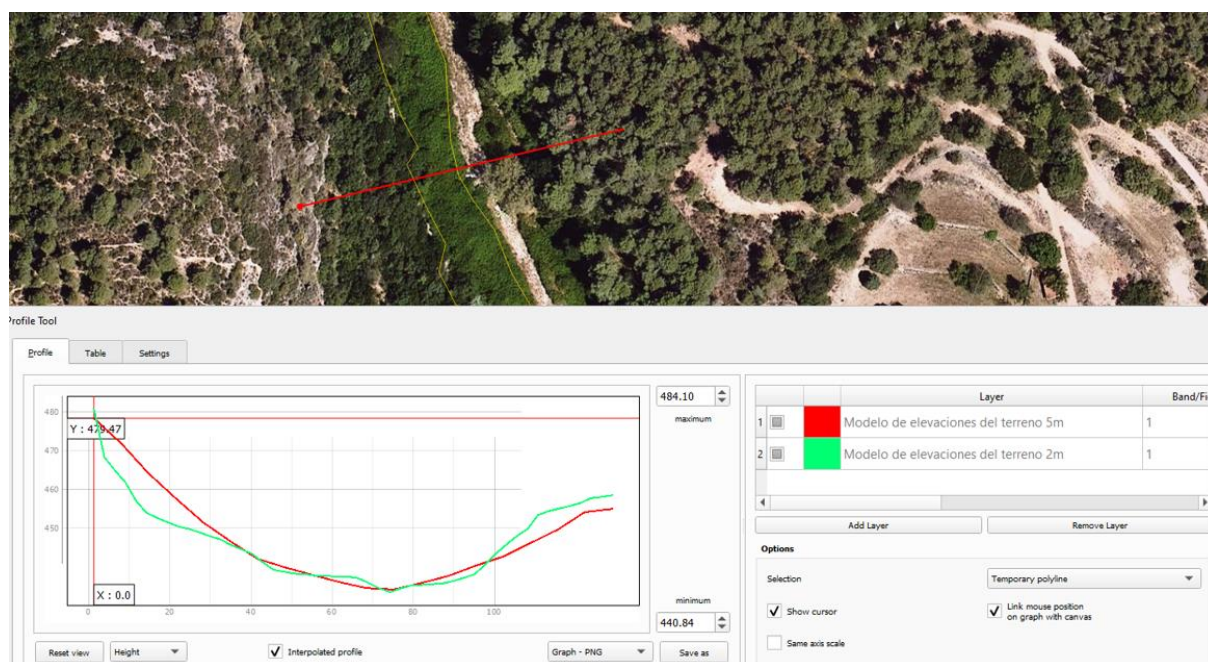 Profile Tool
Profile Table Settings
480
470
460
450
Y : 479.47
X : 0.0
0 20 40 60 80 100
484.10
maximum
minimum
440.84
Reset view Height Interpolated profile Graph - PNG Save as
Layer Band/Fi
1 Modelo de elevaciones del terreno 5m 1
2 Modelo de elevaciones del terreno 2m 1
Add Layer Remove Layer
Options
Selection Temporary polyline
Show cursor Link mouse position
on graph with canvas
Same axis scale